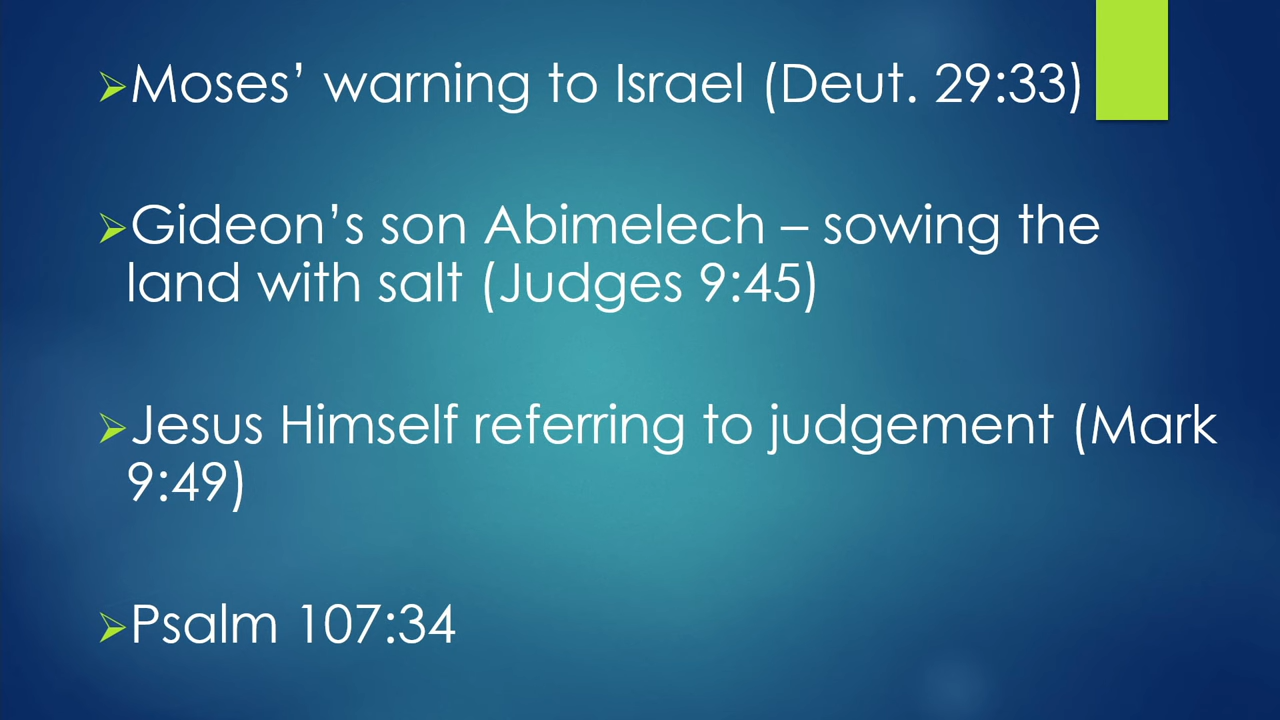 ➢Moses’ warning to Israel (Deut. 29:33)
➢Gideon’s son Abimelech – sowing the
land with salt (Judges 9:45)
➢Jesus Himself referring to judgement (Mark
9:49)
➢Psalm 107:34